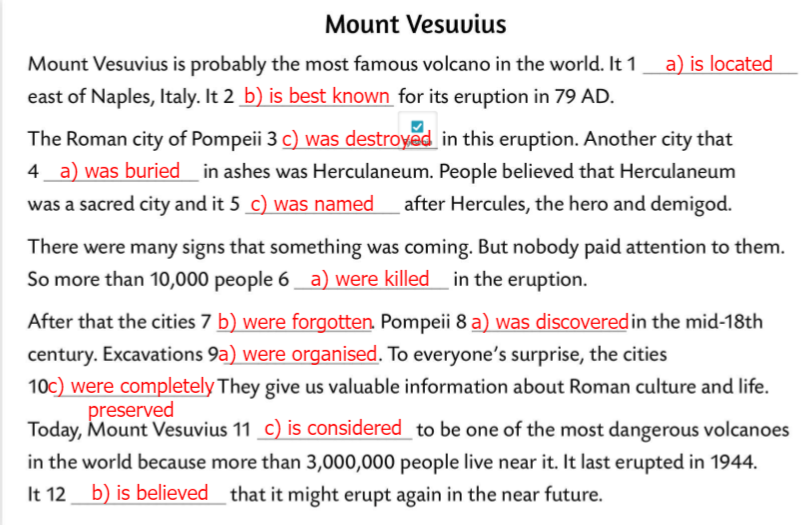 Mount Vesuvius
Mount Vesuvius is probably the most famous volcano in the world. It 1 a) is located
east of Naples, Italy. It 2 b) is best known for its eruption in 79 AD.
The Roman city of Pompeii 3 c) was destroyed in this eruption. Another city that
4 a) was buried in ashes was Herculaneum. People believed that Herculaneum
was a sacred city and it 5 c) was named after Hercules, the hero and demigod.
There were many signs that something was coming. But nobody paid attention to them.
So more than 10,000 people 6 a) were killed in the eruption.
After that the cities 7 b) were forgotten. Pompeii 8 a) was discovered in the mid-18th
century. Excavations 9 a) were organised. To everyone's surprise, the cities
10 c) were completely They give us valuable information about Roman culture and life.
preserved
Today, Mount Vesuvius 11 c) is considered to be one of the most dangerous volcanoes
in the world because more than 3,000,000 people live near it. It last erupted in 1944.
It 12 b) is believed that it might erupt again in the near future.